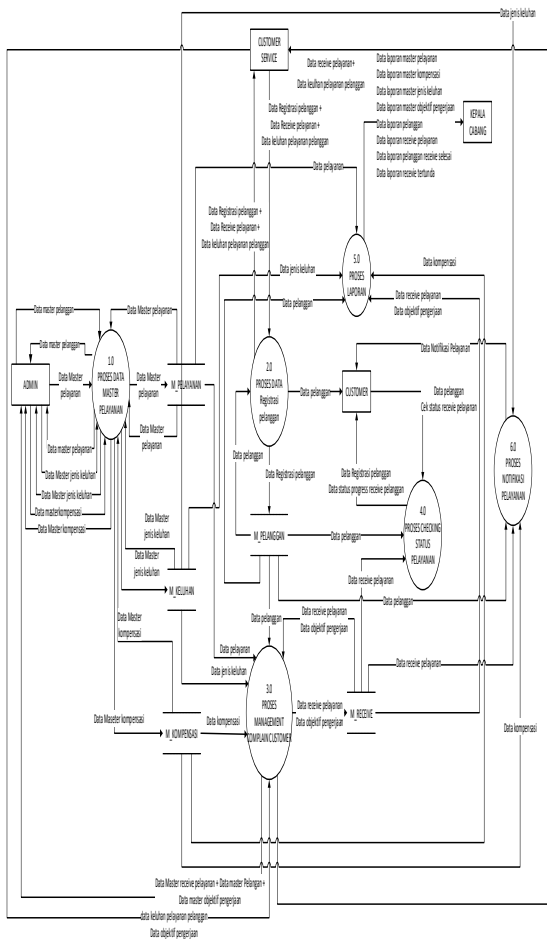 Data jenis keluhan
CUSTOMER
SERVICE
Data receive pelayanan+
Data keulhan pelayanan pelanggan
Data laporan master pelayanan
Data laporan master kompensasi
Data laporan master jenis keluhan
Data laporan master objektif pengerjaan
Data laporan pelanggan
Data laporan receive pelayanan
Data laporan pelanggan receive selesai
Data laporan recevie tertunda
KEPALA
CABANG
Data Registrasi pelanggan +
Data Receive pelayanan +
Data keluhan pelayanan pelanggan
Data pelayanan
Data Registrasi pelanggan +
Data Receive pelayanan +
Data keluhan pelayanan pelanggan
5.0
PROSES
LAPORAN
Data kompensasi
Data jenis keluhan
Data pelanggan
Data receive pelayanan
Data objektif pengerjaan
Data master pelanggan
Data Master pelayanan
Data master pelanggan
1.0
PROSES DATA
MASTER
PELAYANAN
ADMIN
Data Master
pelayanan
Data Master
pelayanan
M_PELAYANAN
Data Master
pelayanan
2.0
PROSES DATA
Registrasi
pelanggan
Data pelanggan
CUSTOMER
Data Notifikasi Pelayanan
Data pelanggan
Cek status receive pelayanan
6.0
PROSES
NOTIFIKASI
PELAYANAN
Data master pelayanan
Data Master jenis keluhan
Data Master jenis keluhan
Data masterkompensasi
Data Master kompensasi
Data pelanggan
Data Registrasi pelanggan
Data Registrasi pelanggan
Data status progress receive pelanggan
4.0
PROSES CHECKING
STATUS
PELAYANAN
Data Master
jenis keluhan
Data Master
jenis keluhan
M_PELANGGAN
Data pelanggan
Data receive pelayanan
M_KELUHAN
Data pelanggan
Data Master
kompensasi
Data pelanggan
Data receive pelayanan
Data objektif pengerjaan
Data pelayanan
Data jenis keluhan
Data receive pelayanan
3.0
PROSES
MANAGEMENT
COMPLAIN CUSTOMER
Data receive pelayanan
Data objektif pengerjaan
M_RECEIVE
Data Maseter kompensasi
Data kompensasi
M_KOMPENSASI
Data kompensasi
Data Master receive pelayanan + Data master Pelangan +
Data master objektif pengerjaan
data keluhan pelayanan pelanggan
Data objektif pengerjaan